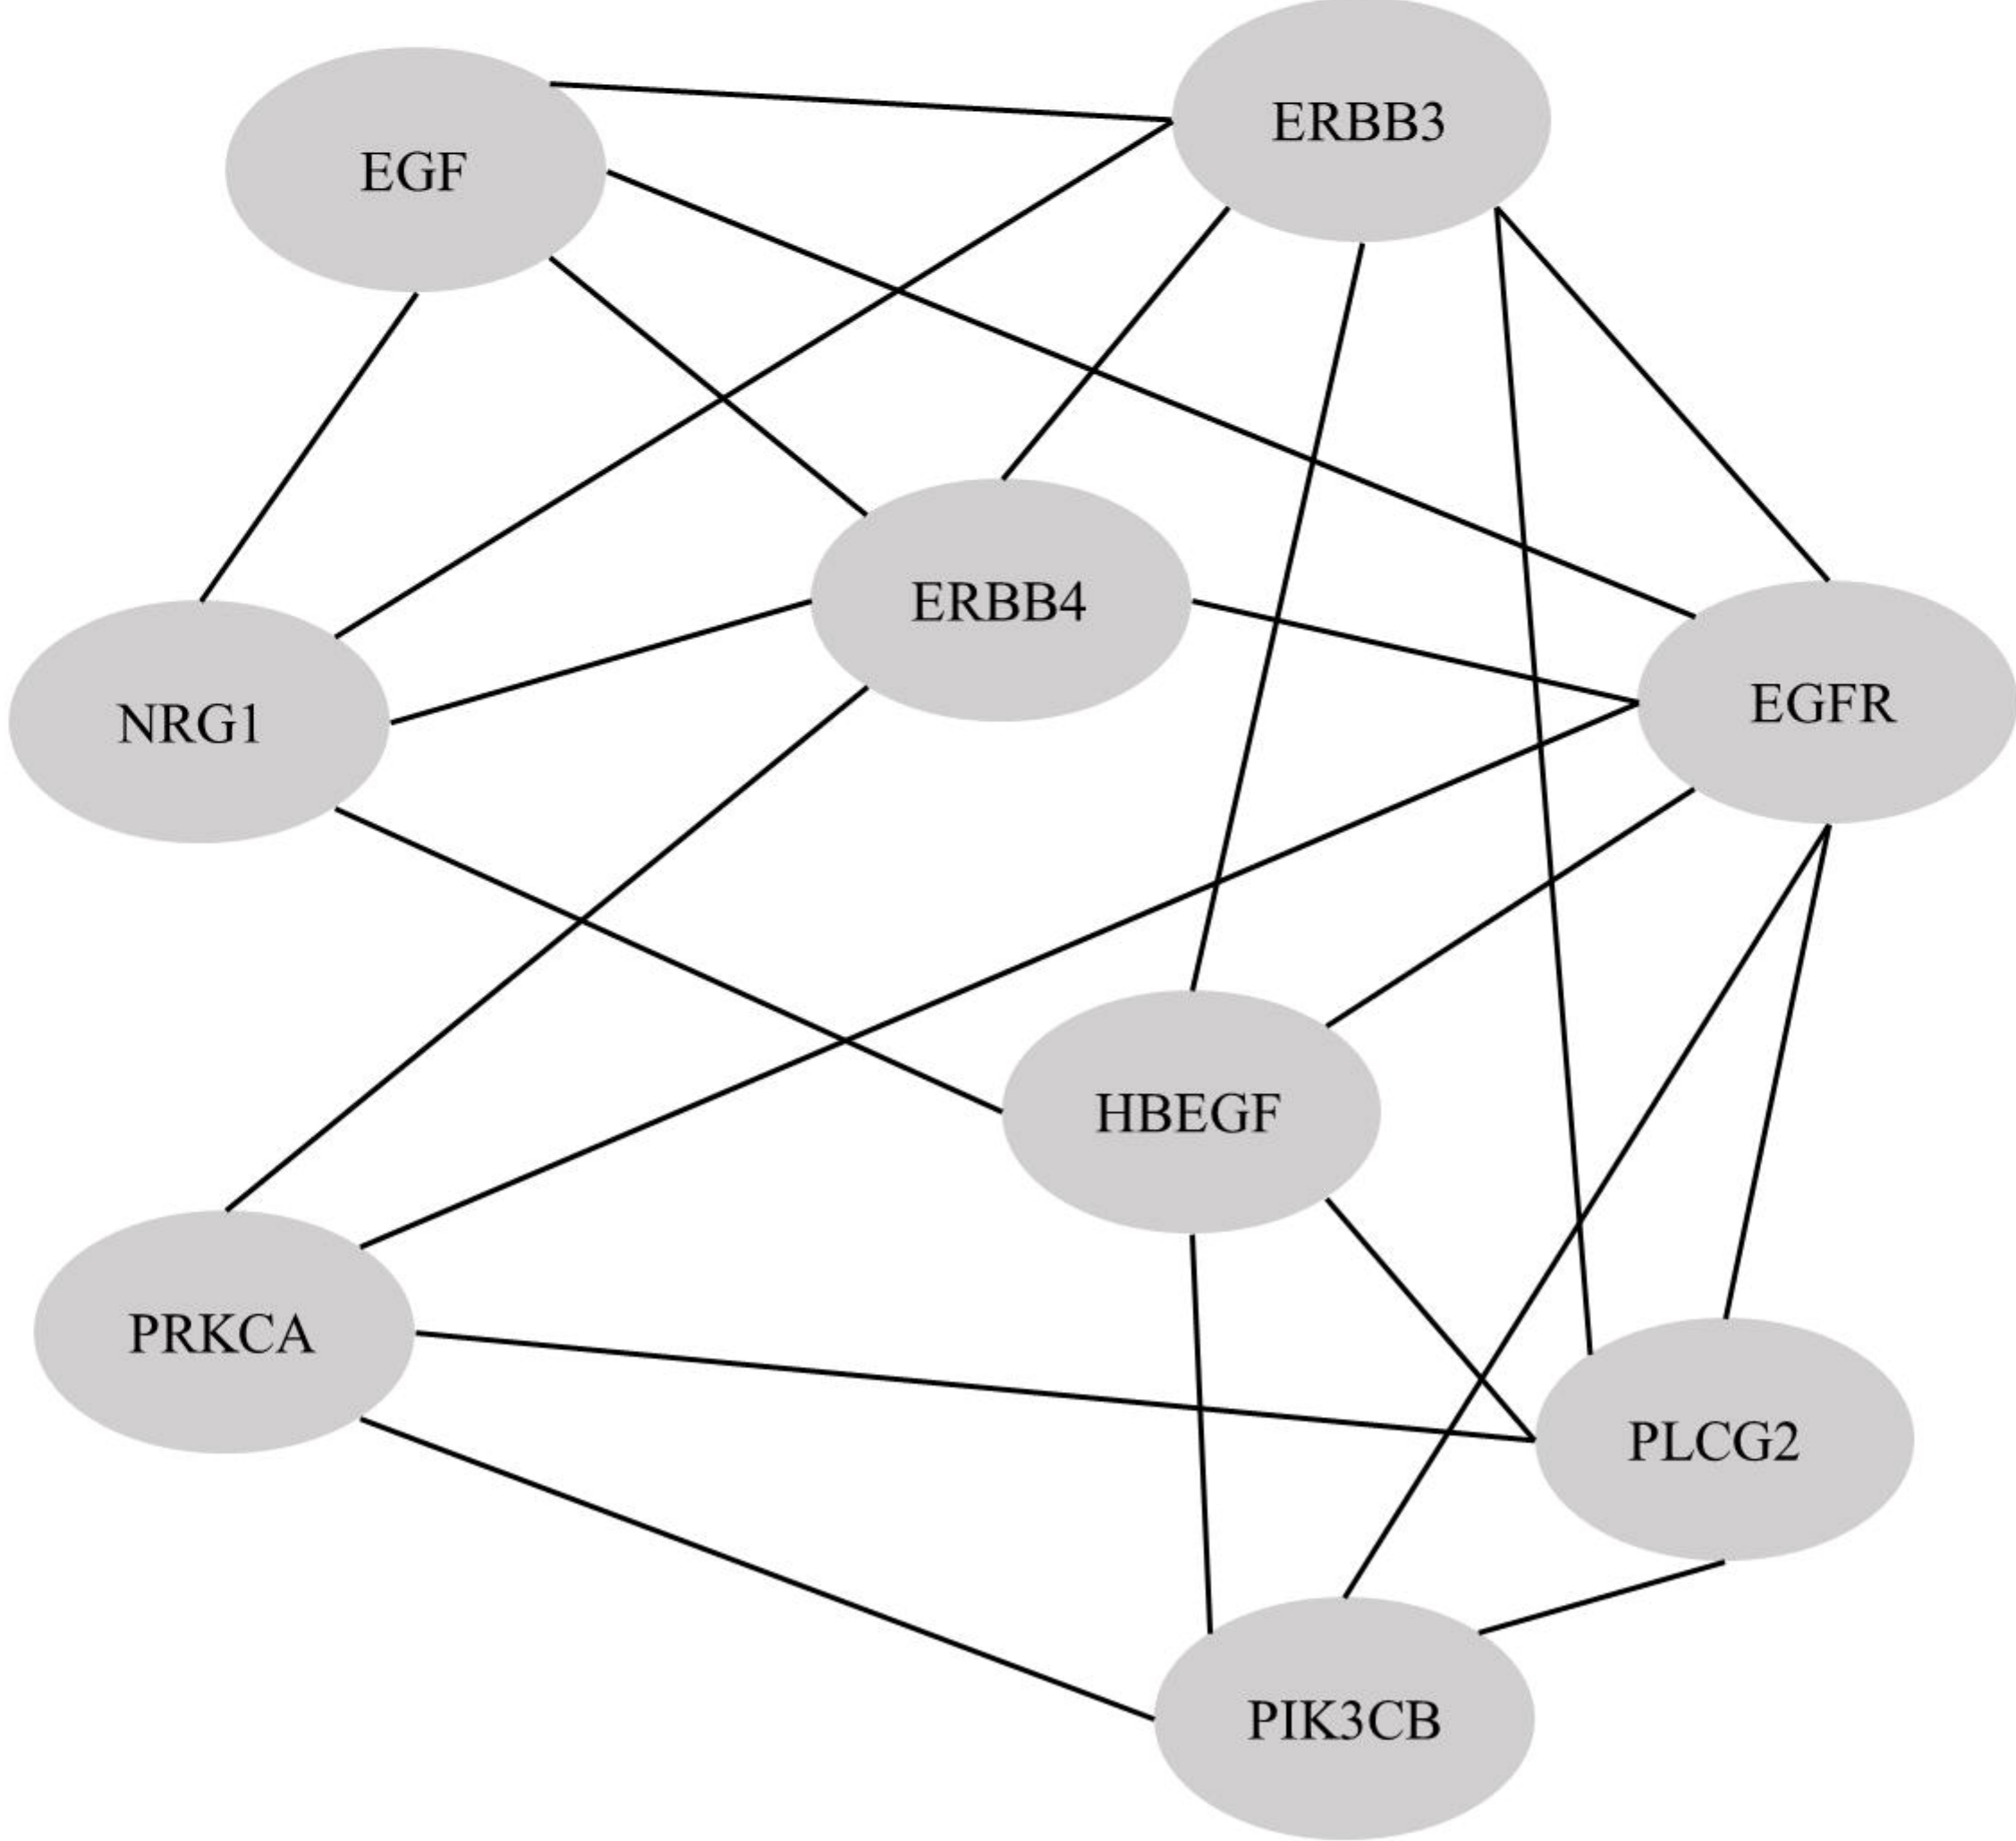 ERBB3
EGF
ERBB4
EGFR
NRG1
HBEGF
PRKCA
PLCG2
PIK3CB